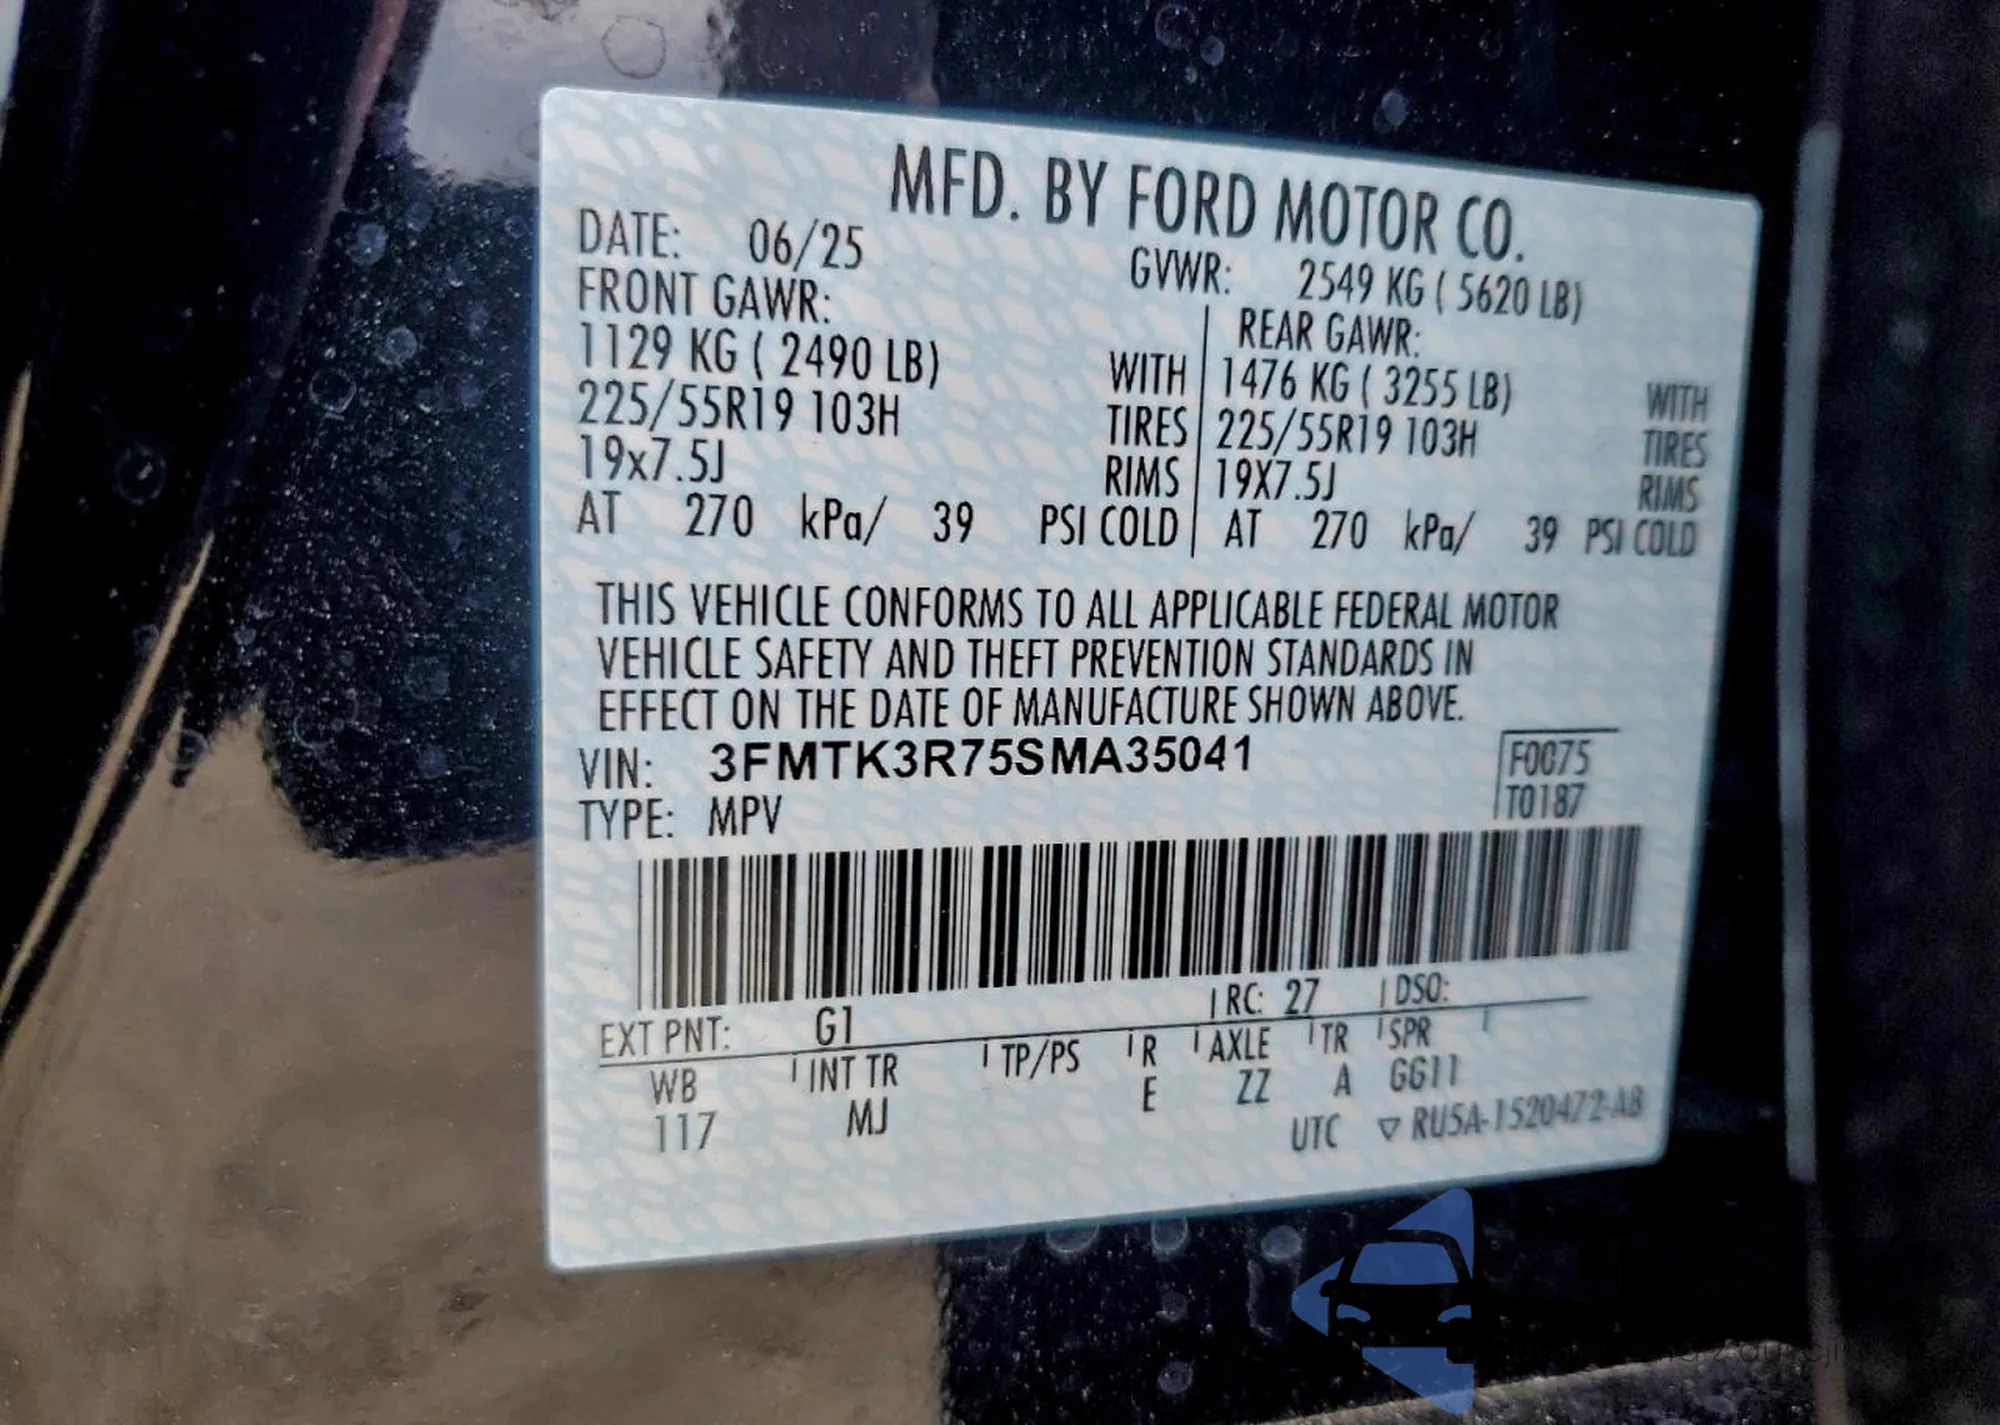 MFD. BY FORD MOTOR CO.
DATE: 06/25
GVWR: 2549 KG ( 5620 LB)
FRONT GAWR:
1129 KG ( 2490 LB) WITH
225/55R19 103H TIRES
19x7.5J RIMS
AT 270 kPa/ 39 PSI COLD
REAR GAWR:
1476 KG ( 3255 LB) WITH
225/55R19 103H TIRES
19X7.5J RIMS
AT 270 kPa/ 39 PSI COLD
THIS VEHICLE CONFORMS TO ALL APPLICABLE FEDERAL MOTOR
VEHICLE SAFETY AND THEFT PREVENTION STANDARDS IN
EFFECT ON THE DATE OF MANUFACTURE SHOWN ABOVE.
VIN: 3FMTK3R75SMA35041
F0075
T0187
TYPE: MPV
EXT PNT: G1 RC: 27 DSO:
WB INT TR TP/PS R AXLE TR SPR
117 MJ E ZZ A GG11
UTC ▽ RU5A-1520472-AB